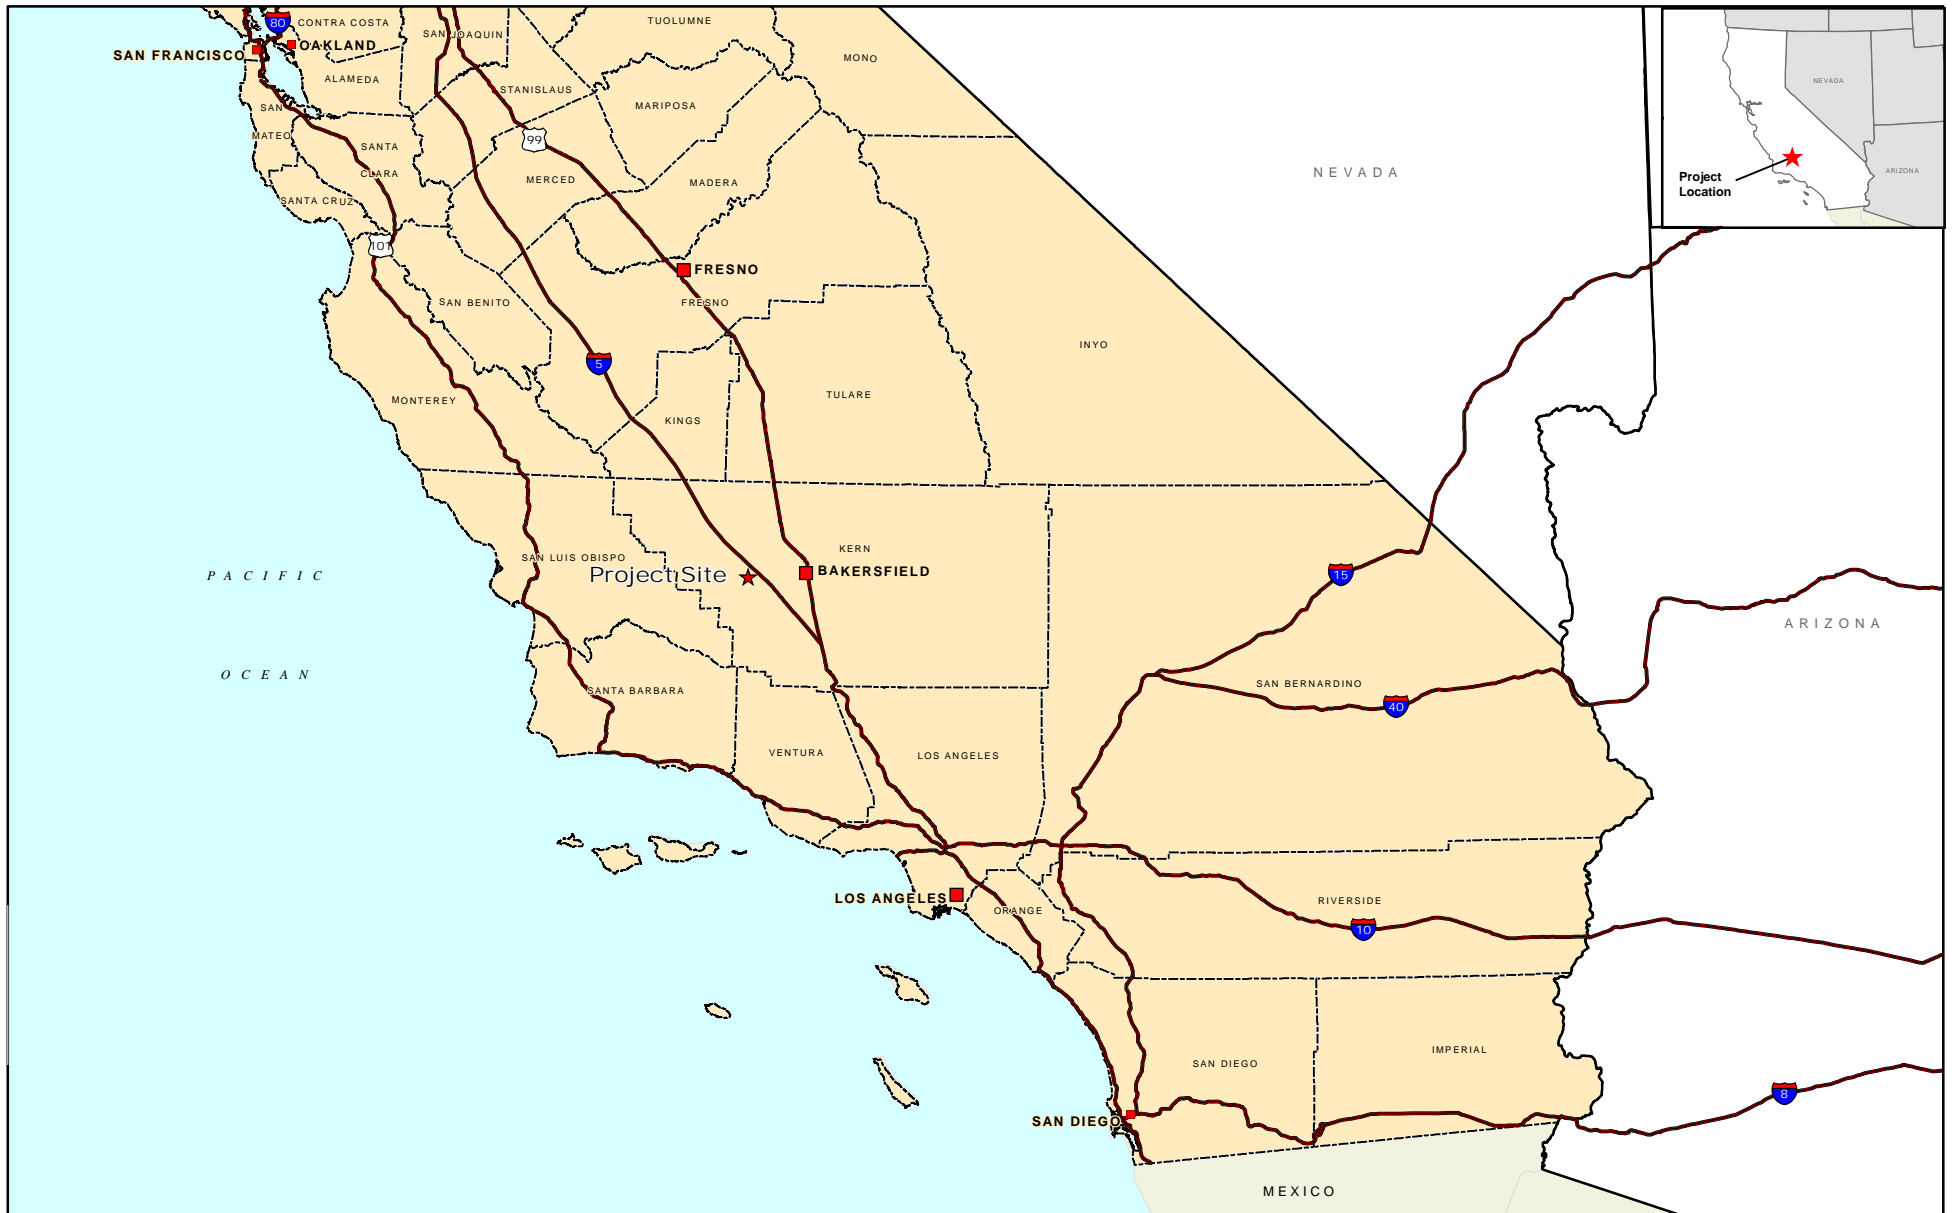 80
CONTRA COSTA
TUOLUMNE
SAN JOAQUIN
SAN FRANCISCO
OAKLAND
MONO
ALAMEDA
STANISLAUS
MARIPOSA
SAN
MATEO
99
SANTA
CLARA
MERCED
MADERA
SANTA CRUZ
101
NEVADA
NEVADA
ARIZONA
Project
Location
FRESNO
FRESNO
SAN BENITO
INYO
5
MONTEREY
KINGS
TULARE
KERN
SAN LUIS OBISPO
Project Site
BAKERSFIELD
15
PACIFIC
OCEAN
ARIZONA
SAN BERNARDINO
40
SANTA BARBARA
VENTURA
LOS ANGELES
LOS ANGELES
ORANGE
RIVERSIDE
10
SAN DIEGO
IMPERIAL
8
SAN DIEGO
MEXICO